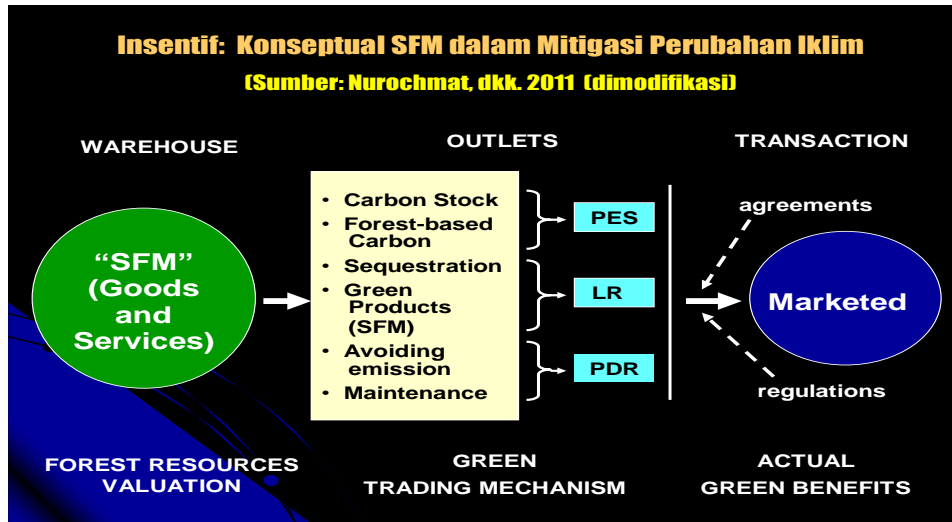 Insentif: Konseptual SFM dalam Mitigasi Perubahan Iklim
(Sumber: Nurochmat, dkk. 2011 (dimodifikasi)
WAREHOUSE
OUTLETS
TRANSACTION
“SFM”
(Goods
and
Services)
• Carbon Stock
• Forest-based
Carbon
• Sequestration
• Green
Products
(SFM)
• Avoiding
emission
• Maintenance
PES
LR
PDR
agreements
Marketed
regulations
FOREST RESOURCES
VALUATION
GREEN
TRADING MECHANISM
ACTUAL
GREEN BENEFITS